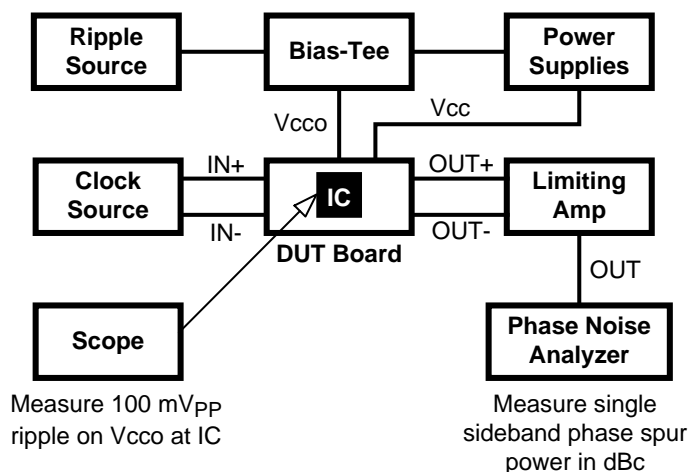 Ripple
Source
Bias-Tee
Power
Supplies
Vcco
Vcc
Clock
Source
IN+
IN-
IC
DUT Board
OUT+
OUT-
Limiting
Amp
OUT
Scope
Phase Noise
Analyzer
Measure 100 mVPP
ripple on Vcco at IC
Measure single
sideband phase spur
power in dBc